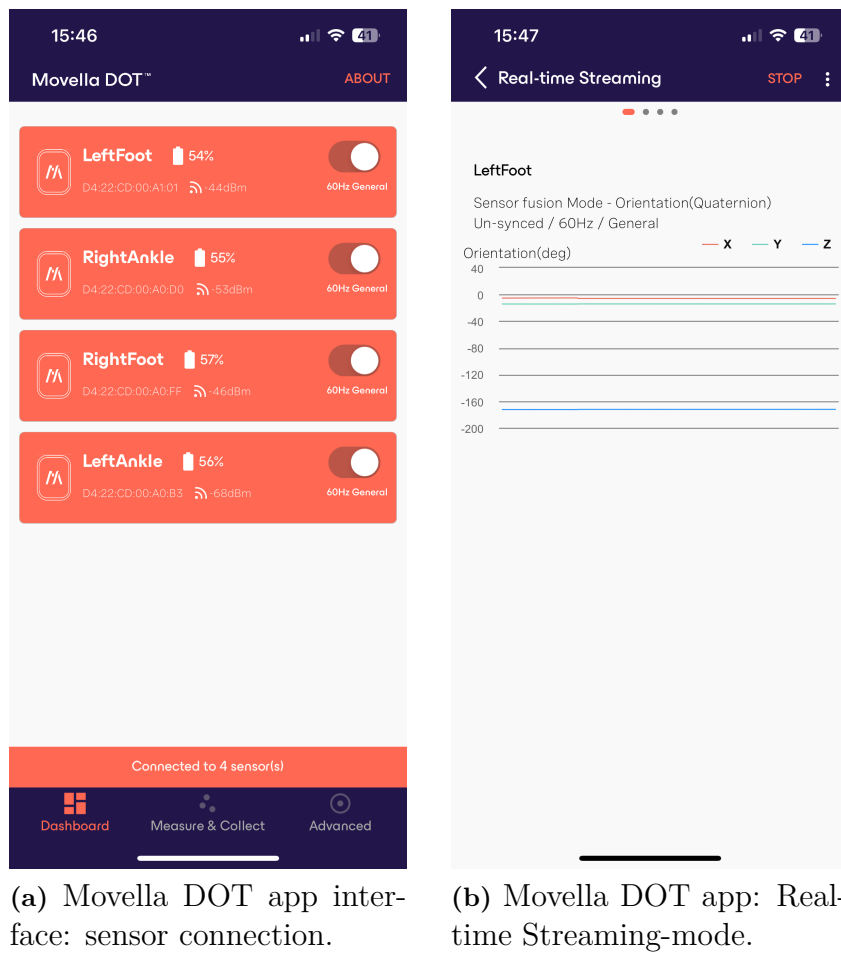 15:46
41
Movella DOT™
ABOUT
LeftFoot 54%
D4:22:CD:00:A1:01 -44dBm
60Hz General
RightAnkle 55%
D4:22:CD:00:A0:D0 -53dBm
60Hz General
RightFoot 57%
D4:22:CD:00:A0:FF -46dBm
60Hz General
LeftAnkle 56%
D4:22:CD:00:A0:B3 -68dBm
60Hz General
Connected to 4 sensor(s)
Dashboard Measure & Collect Advanced
(a) Movella DOT app inter-
face: sensor connection.
15:47
41
Real-time Streaming
STOP
LeftFoot
Sensor fusion Mode - Orientation(Quaternion)
Un-synced / 60Hz / General
X Y Z
Orientation(deg)
40
0
-40
-80
-120
-160
-200
(b) Movella DOT app: Real-
time Streaming-mode.